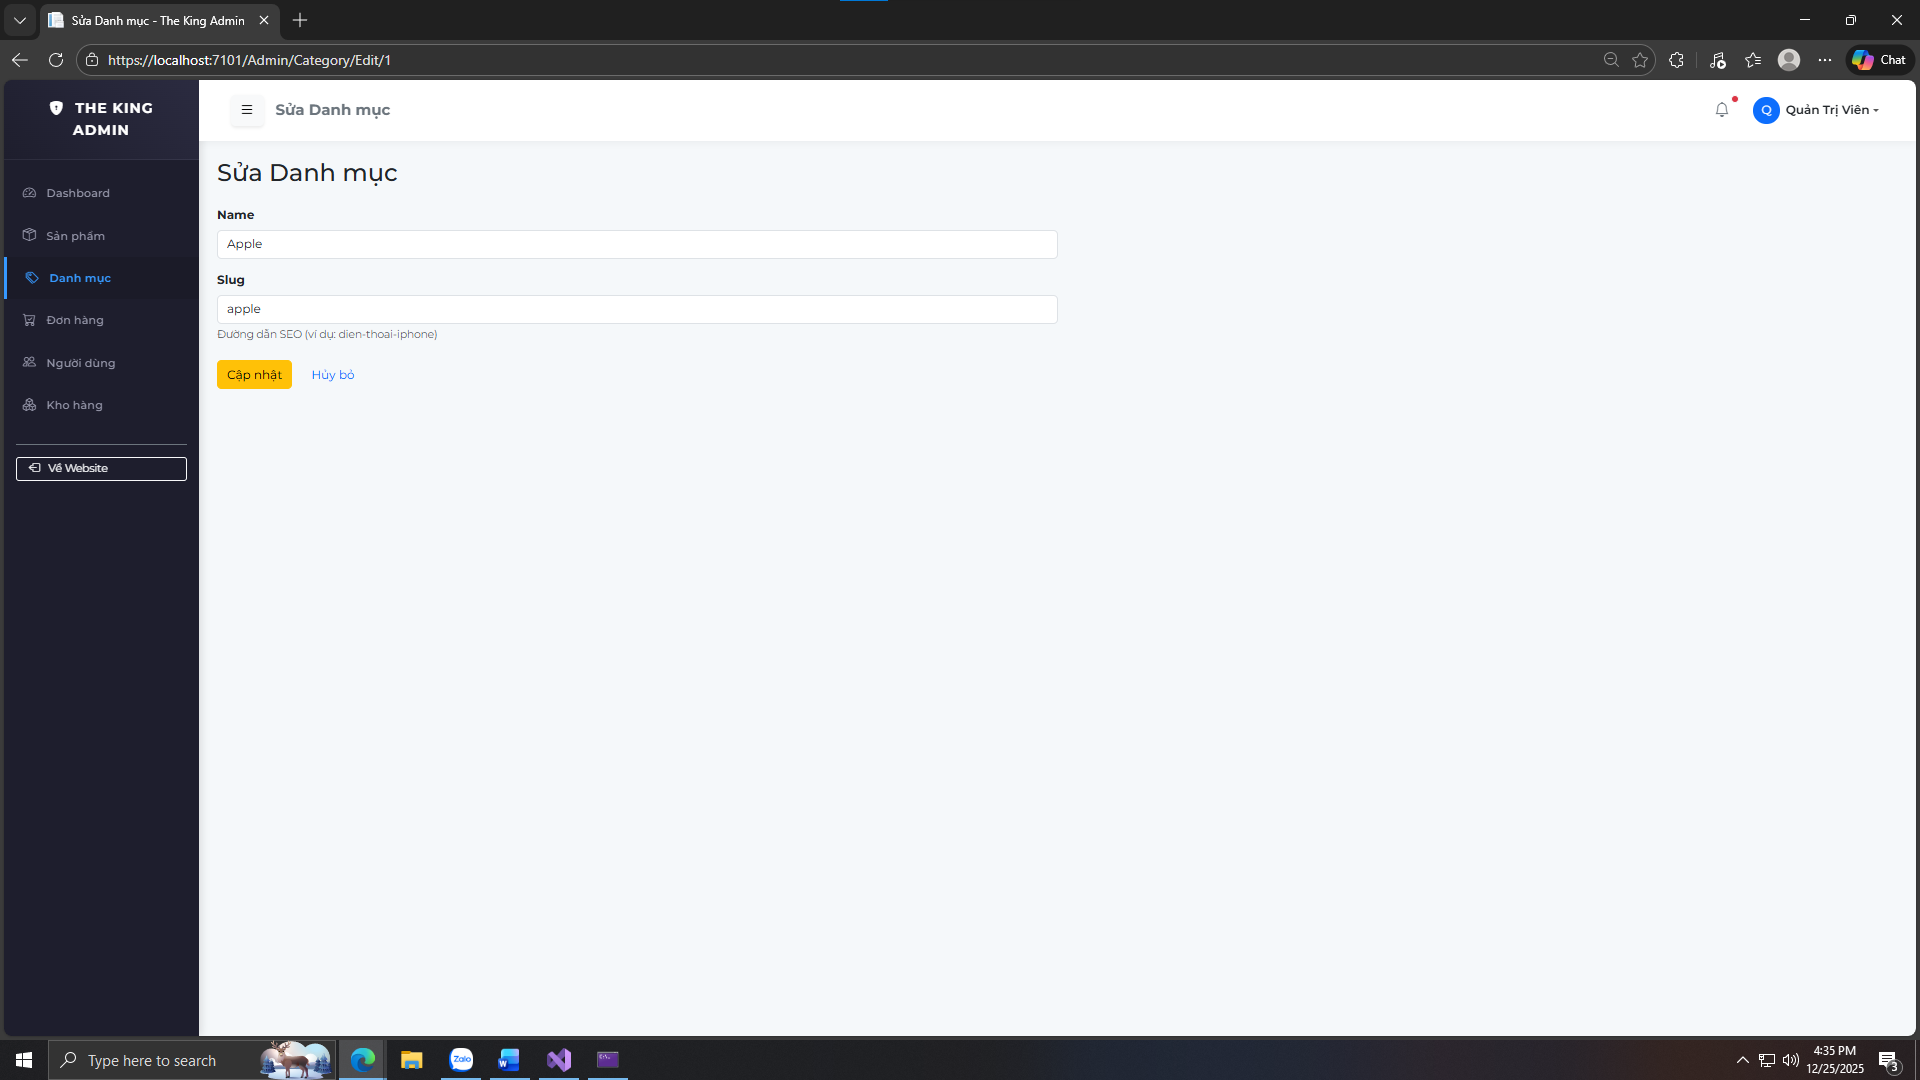 Sửa Danh mục - The King Admin
https://localhost:7101/Admin/Category/Edit/1
Chat
THE KING
ADMIN
Sửa Danh mục
Q
Quản Trị Viên
Dashboard
Sản phẩm
Danh mục
Đơn hàng
Người dùng
Kho hàng
Về Website
Sửa Danh mục
Name
Apple
Slug
apple
Đường dẫn SEO (ví dụ: dien-thoai-iphone)
Cập nhật
Hủy bỏ
Type here to search
Zalo
4:35 PM
12/25/2025
3